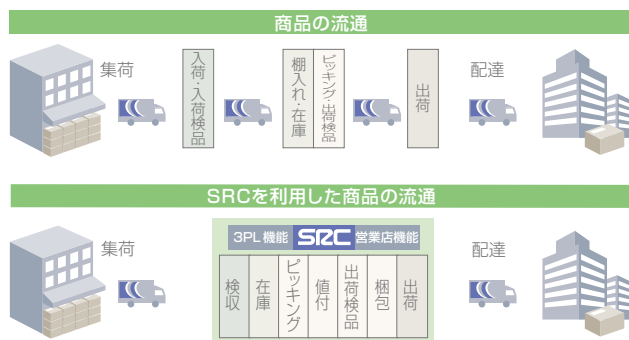 商品の流通
集荷
入荷・入荷検品
棚入れ・在庫
ピッキング・出荷検品
出荷
配達
SRCを利用した商品の流通
集荷
3PL機能 SRC 営業店機能
検収
在庫
ピッキング
値付
出荷検品
梱包
出荷
配達